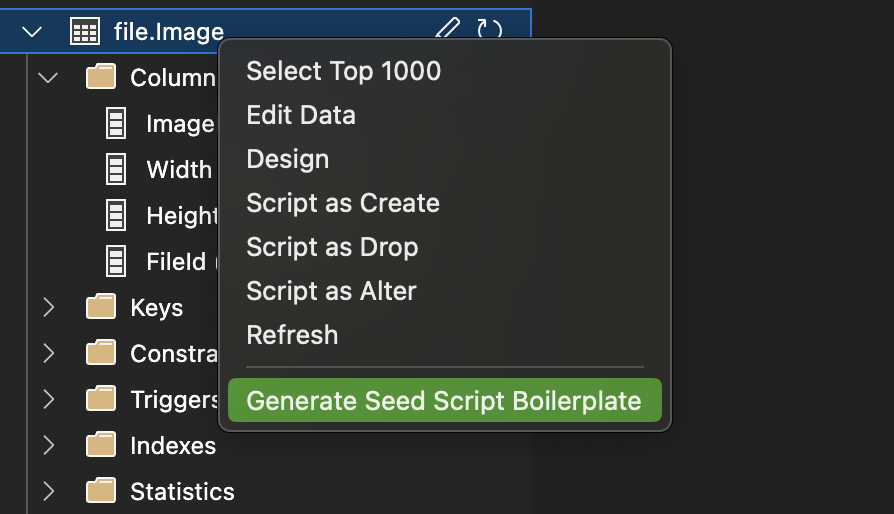 file.Image
Select Top 1000
Column
Edit Data
Image
Design
Width
Script as Create
Height
Script as Drop
FileId (
Script as Alter
Keys
Refresh
Constra
Generate Seed Script Boilerplate
Triggers
Indexes
Statistics